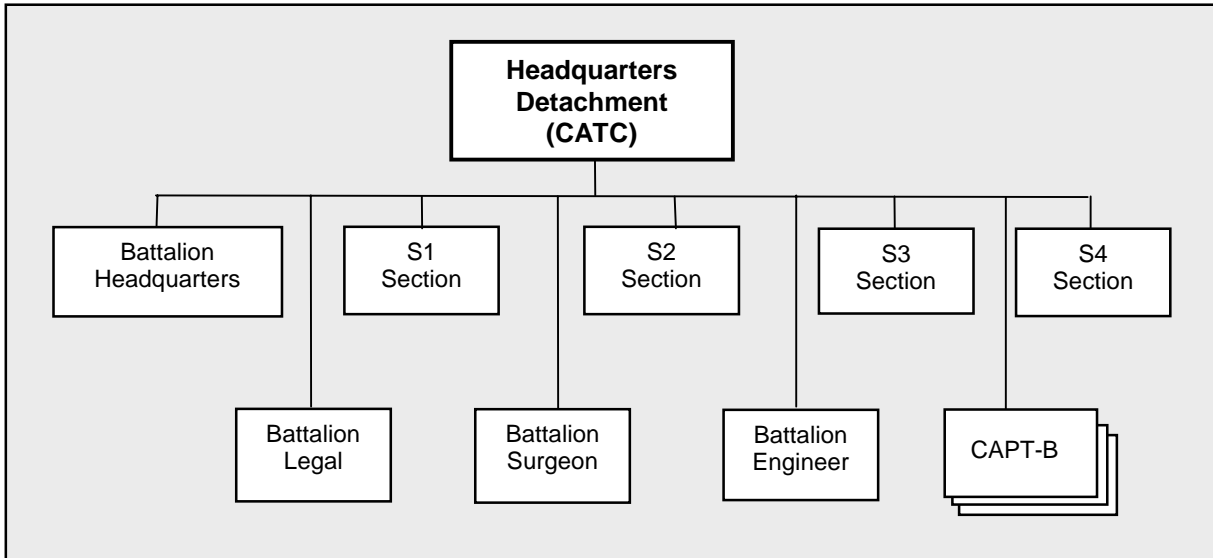 Headquarters
Detachment
(CATC)
Battalion
Headquarters
S1
Section
S2
Section
S3
Section
S4
Section
Battalion
Legal
Battalion
Surgeon
Battalion
Engineer
CAPT-B